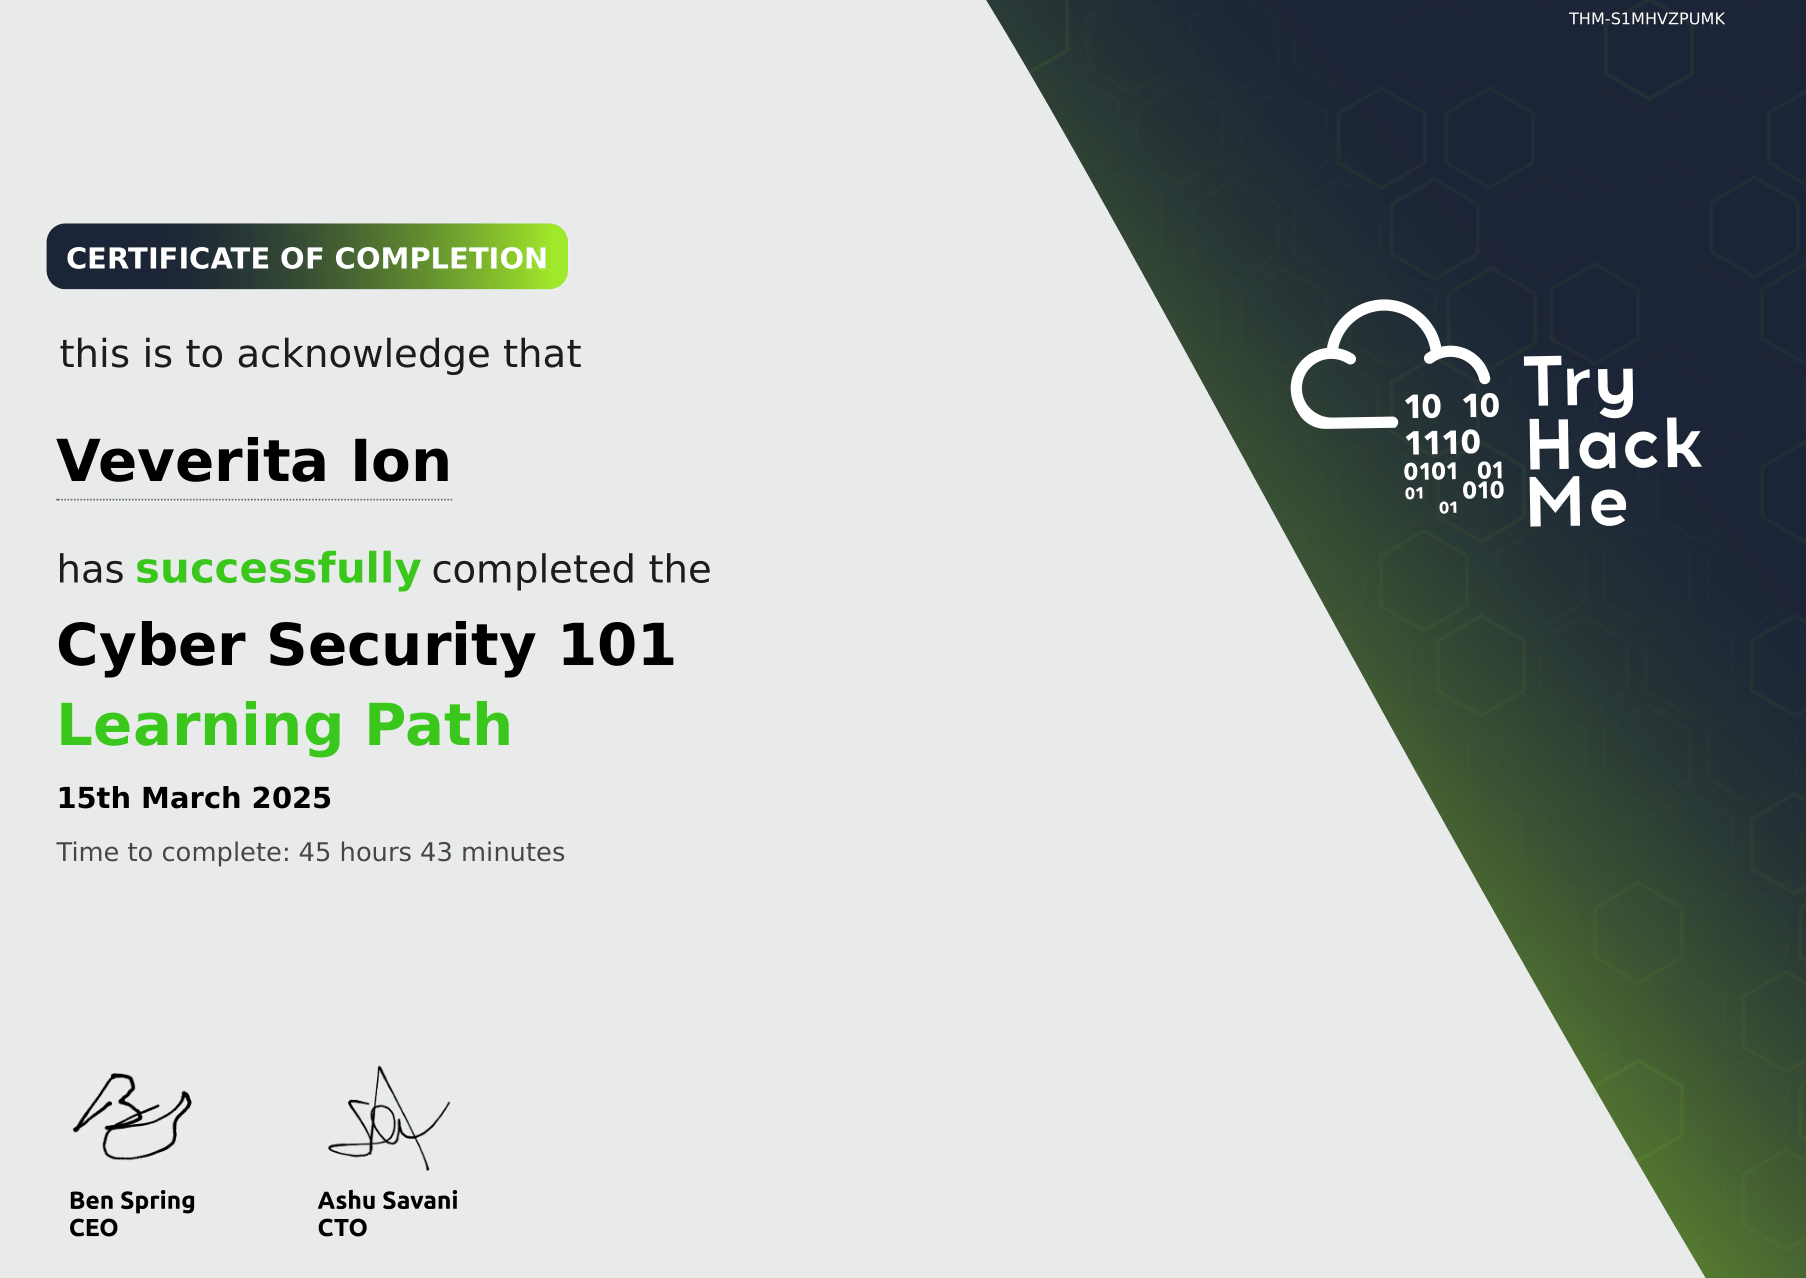 THM-S1MHVZPUMK
CERTIFICATE OF COMPLETION
this is to acknowledge that
Veverita Ion
has successfully completed the
Cyber Security 101
Learning Path
15th March 2025
Time to complete: 45 hours 43 minutes
10 10
1110
0101 01
01 010
01
Try
Hack
Me
Ben Spring
CEO
Ashu Savani
CTO